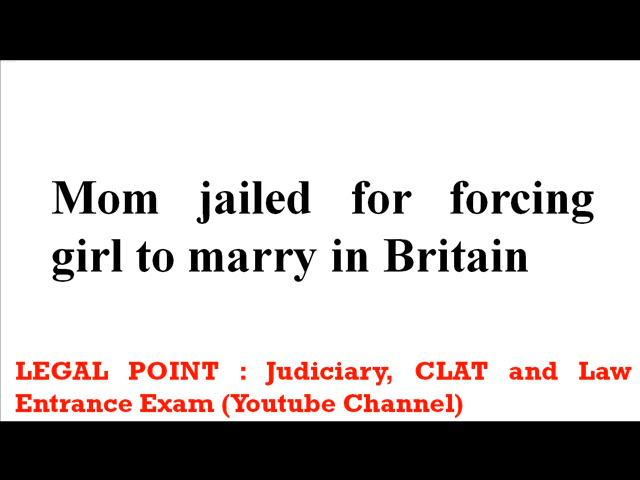 Mom jailed for forcing
girl to marry in Britain
LEGAL POINT : Judiciary, CLAT and Law
Entrance Exam (Youtube Channel)